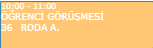 10:00 - 11:00
ÖĞRENCİ GÖRÜŞMESİ
36 RODA A.